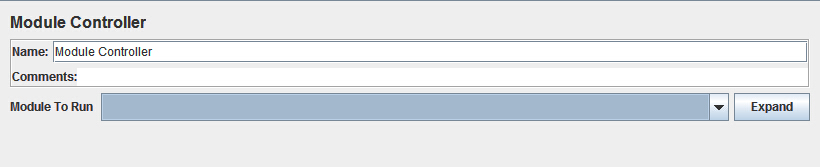 Module Controller
Name: Module Controller
Comments:
Module To Run Expand